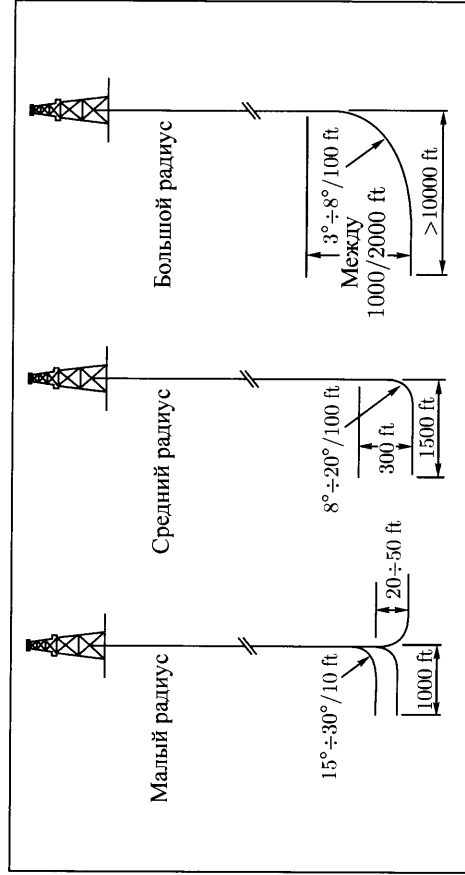 Малый радиус
15°÷30°/10 ft
20÷50 ft
1000 ft
Средний радиус
8°÷20°/100 ft
300 ft
1500 ft
Большой радиус
3°÷8°/100 ft
Между
1000/2000 ft
>10000 ft